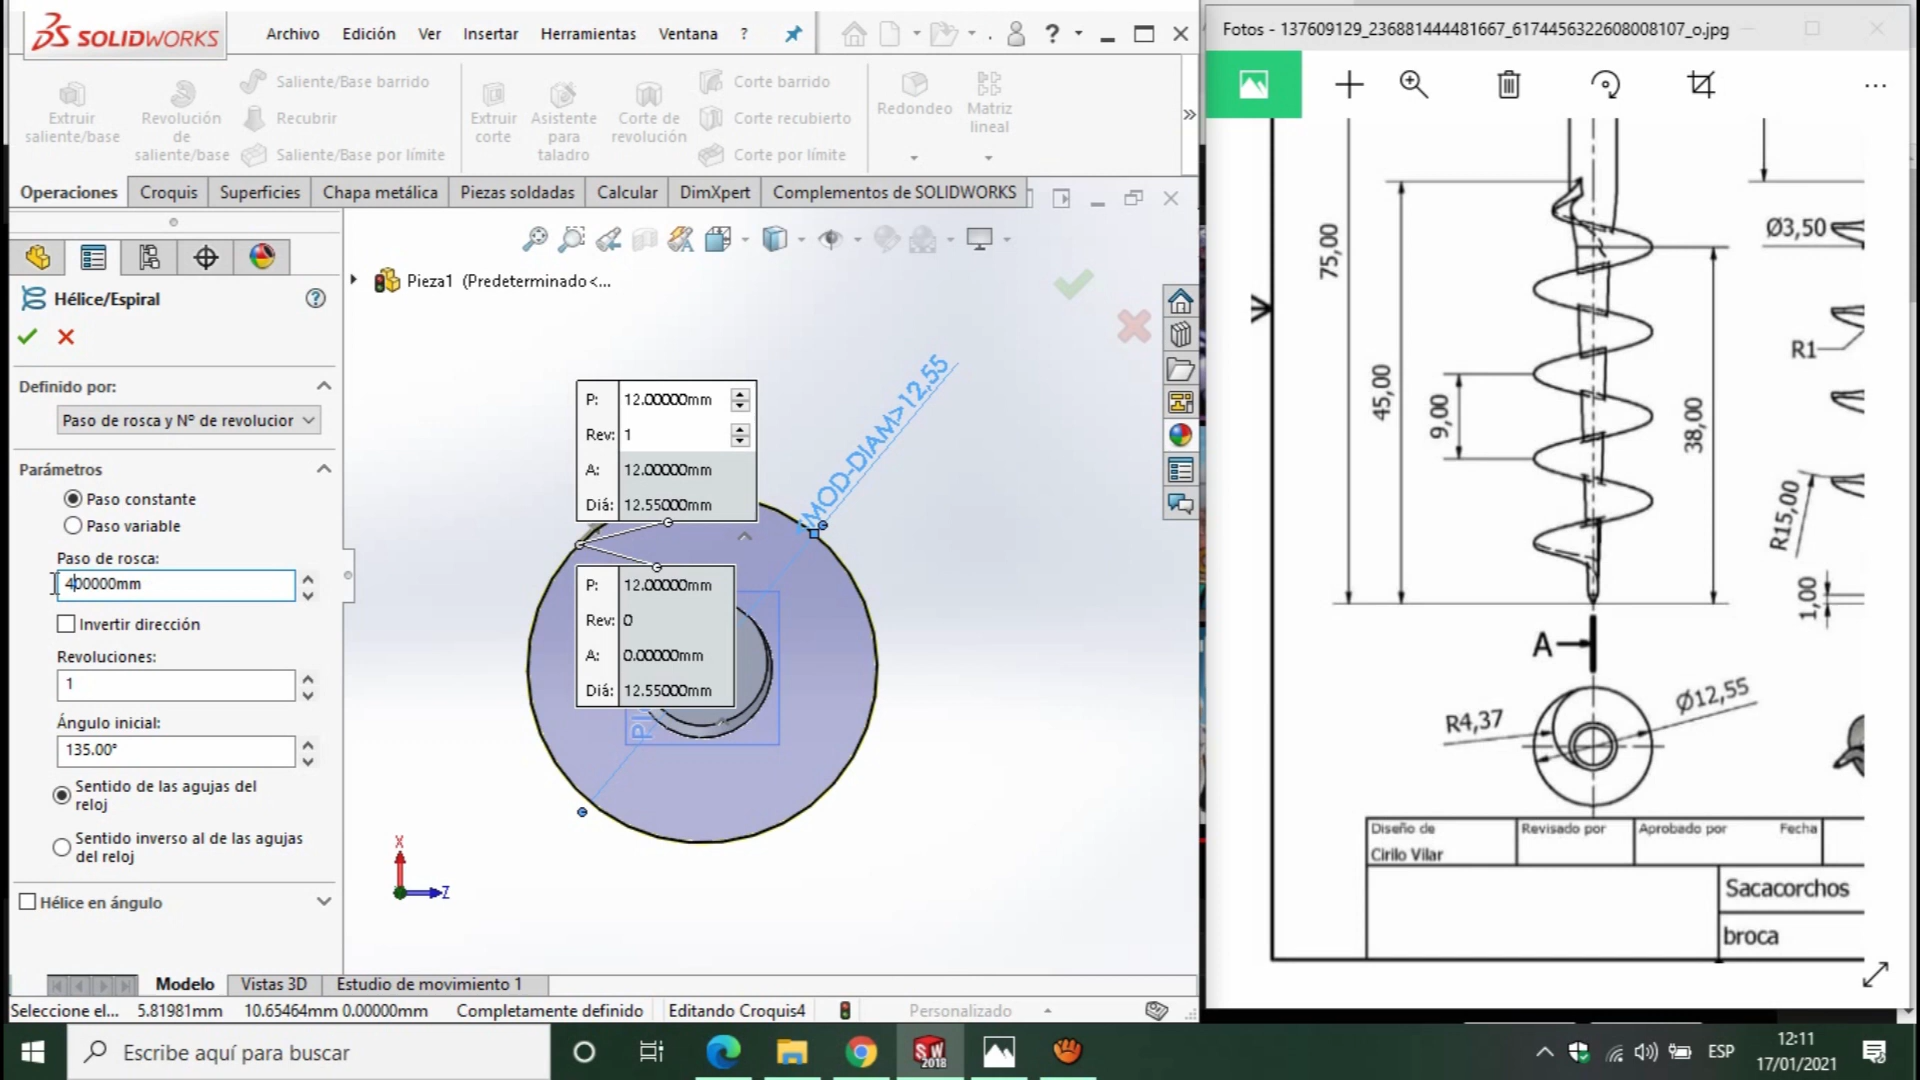 SOLIDWORKS
Archivo Edición Ver Insertar Herramientas Ventana ?
Extruir saliente/base
Revolución de saliente/base
Saliente/Base barrido
Recubrir
Saliente/Base por límite
Extruir corte
Asistente para taladro
Corte de revolución
Corte barrido
Corte recubierto
Corte por límite
Redondeo
Matriz lineal
Operaciones Croquis Superficies Chapa metálica Piezas soldadas Calcular DimXpert Complementos de SOLIDWORKS
Pieza1 (Predeterminado<...
Hélice/Espiral
Definido por:
Paso de rosca y Nº de revolucior
Parámetros
Paso constante
Paso variable
Paso de rosca:
400000mm
Invertir dirección
Revoluciones:
1
Ángulo inicial:
135.00°
Sentido de las agujas del
reloj
Sentido inverso al de las agujas
del reloj
Hélice en ángulo
P: 12.00000mm
Rev: 1
A: 12.00000mm
Diá: 12.55000mm
P: 12.00000mm
Rev: 0
A: 0.00000mm
Diá: 12.55000mm
MOD-DIAM>12,55
X
Z
Modelo Vistas 3D Estudio de movimiento 1
Seleccione el... 5.81981mm 10.65464mm 0.00000mm Completamente definido Editando Croquis4 Personalizado
Fotos - 137609129_236881444481667_6174456322608008107_o.jpg
75,00
45,00
9,00
38,00
Ø3,50
R1
R15,00
1,00
A
R4,37
Ø12,55
Diseño de
Cirilo Vilar
Revisado por
Aprobado por
Fecha
Sacacorchos
broca
Escribe aquí para buscar
SW
2018
ESP
12:11
17/01/2021